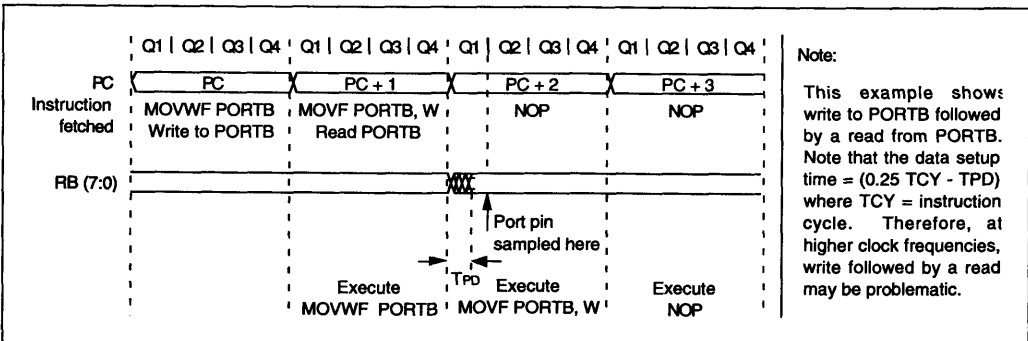 Q1 | Q2 | Q3 | Q4 Q1 | Q2 | Q3 | Q4 Q1 | Q2 | Q3 | Q4 Q1 | Q2 | Q3 | Q4
PC PC PC + 1 PC + 2 PC + 3
Instruction fetched
MOVWF PORTB
Write to PORTB
MOVF PORTB, W
Read PORTB
NOP
NOP
RB (7:0)
Port pin
sampled here
TPD
Execute
MOVWF PORTB
Execute
MOVF PORTB, W
Execute
NOP
Note:
This example shows
write to PORTB followed
by a read from PORTB.
Note that the data setup
time = (0.25 TCY - TPD)
where TCY = instruction
cycle. Therefore, at
higher clock frequencies,
write followed by a read
may be problematic.